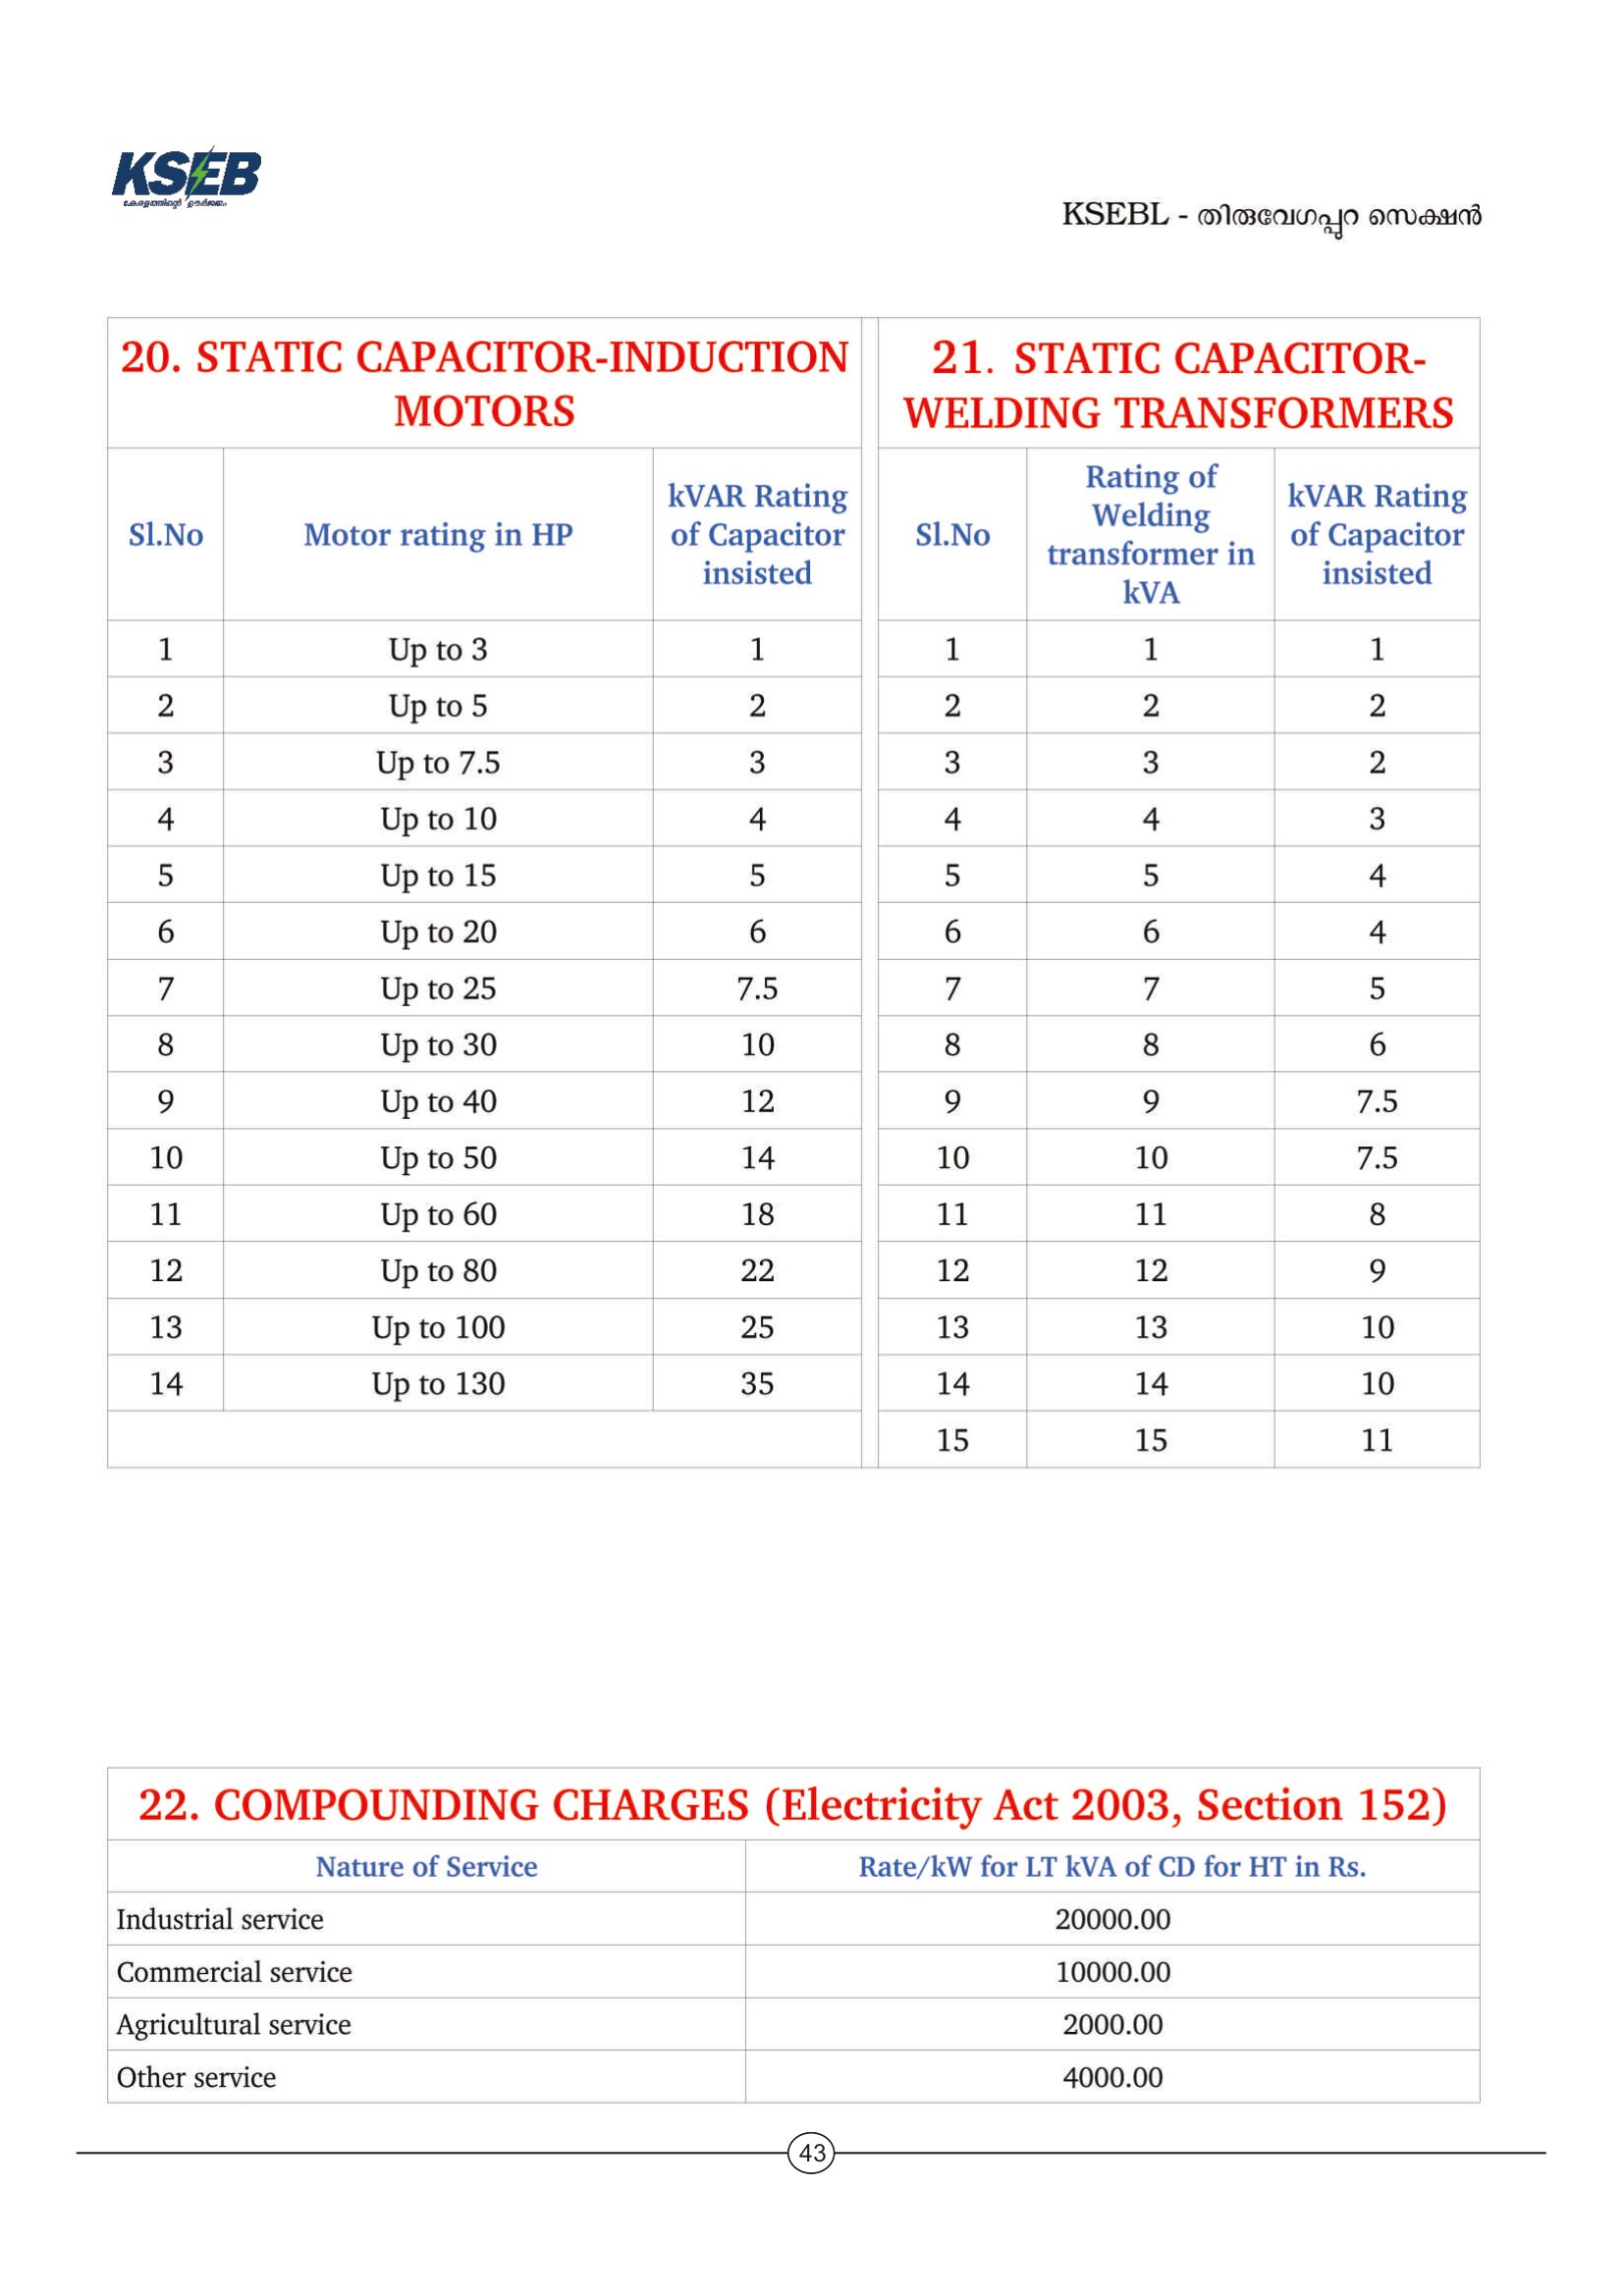 KSEB
കേരളത്തിന്റെ ഊർജ്ജം
KSEBL - തിരുവേഗപ്പുറ സെക്ഷൻ
20. STATIC CAPACITOR-INDUCTION
MOTORS
Sl.No Motor rating in HP kVAR Rating of Capacitor insisted
1 Up to 3 1
2 Up to 5 2
3 Up to 7.5 3
4 Up to 10 4
5 Up to 15 5
6 Up to 20 6
7 Up to 25 7.5
8 Up to 30 10
9 Up to 40 12
10 Up to 50 14
11 Up to 60 18
12 Up to 80 22
13 Up to 100 25
14 Up to 130 35
21. STATIC CAPACITOR-
WELDING TRANSFORMERS
Sl.No Rating of Welding transformer in kVA kVAR Rating of Capacitor insisted
1 1 1
2 2 2
3 3 2
4 4 3
5 5 4
6 6 4
7 7 5
8 8 6
9 9 7.5
10 10 7.5
11 11 8
12 12 9
13 13 10
14 14 10
15 15 11
22. COMPOUNDING CHARGES (Electricity Act 2003, Section 152)
Nature of Service Rate/kW for LT kVA of CD for HT in Rs.
Industrial service 20000.00
Commercial service 10000.00
Agricultural service 2000.00
Other service 4000.00
43